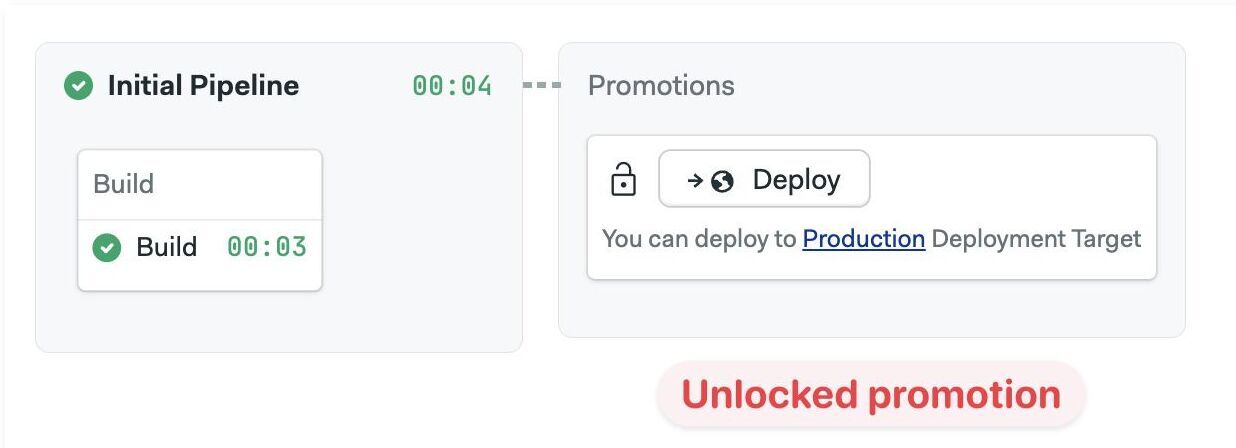 Initial Pipeline 00:04
Build
Build 00:03
Promotions
Deploy
You can deploy to Production Deployment Target
Unlocked promotion